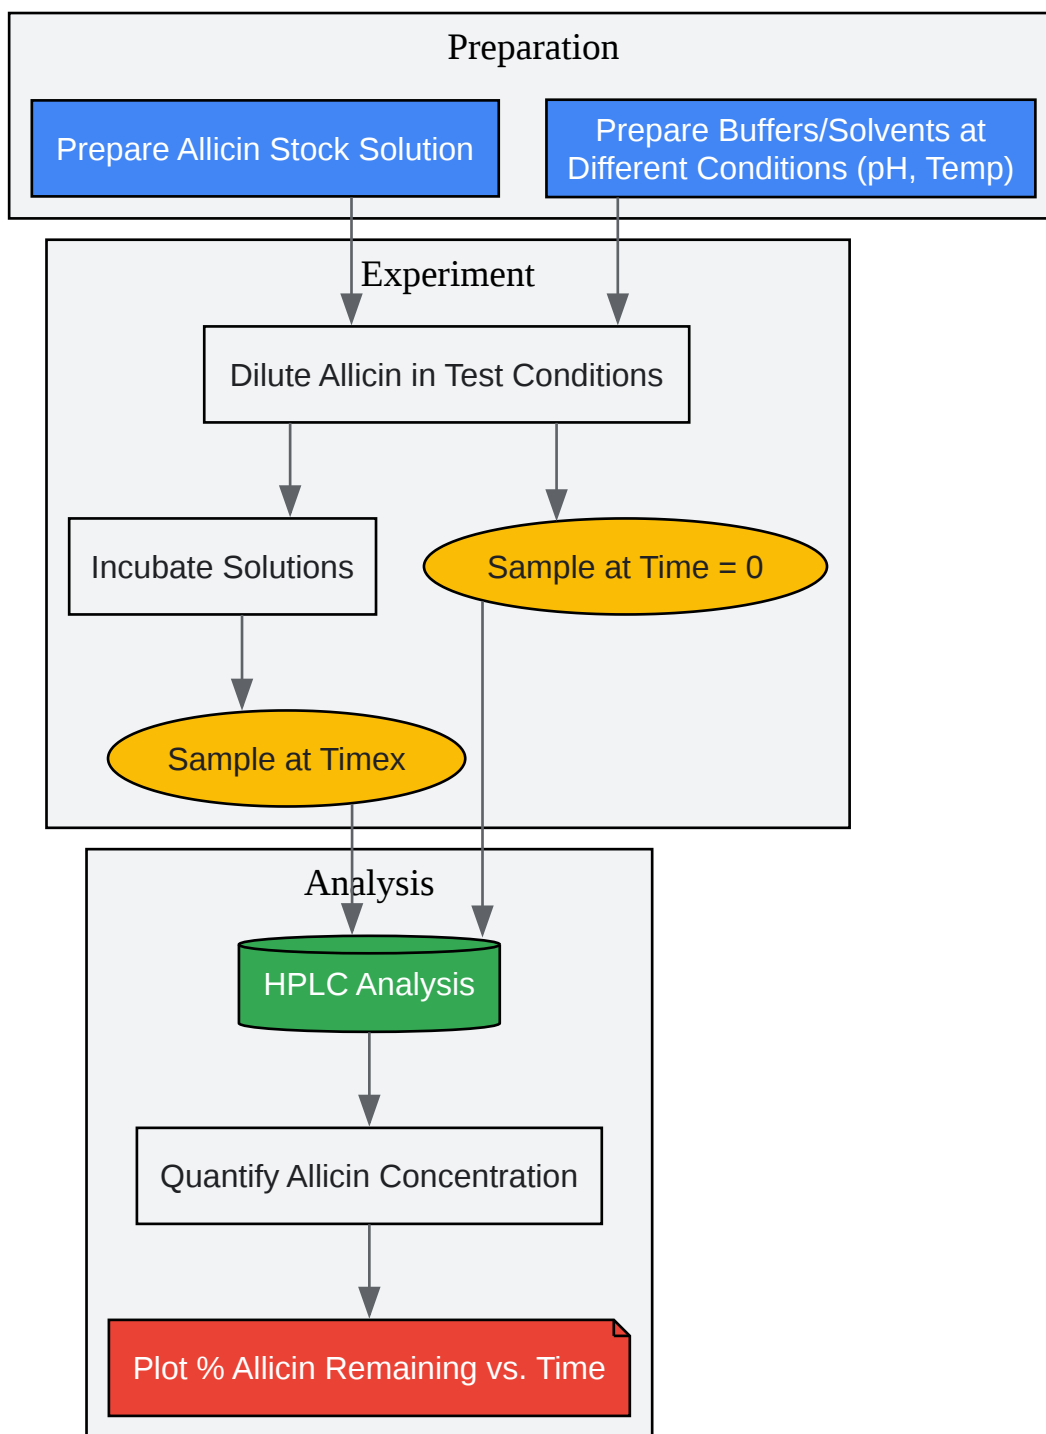 Preparation
Prepare Allicin Stock Solution
Prepare Buffers/Solvents at
Different Conditions (pH, Temp)
Experiment
Dilute Allicin in Test Conditions
Incubate Solutions
Sample at Time = 0
Sample at Timex
Analysis
HPLC Analysis
Quantify Allicin Concentration
Plot % Allicin Remaining vs. Time